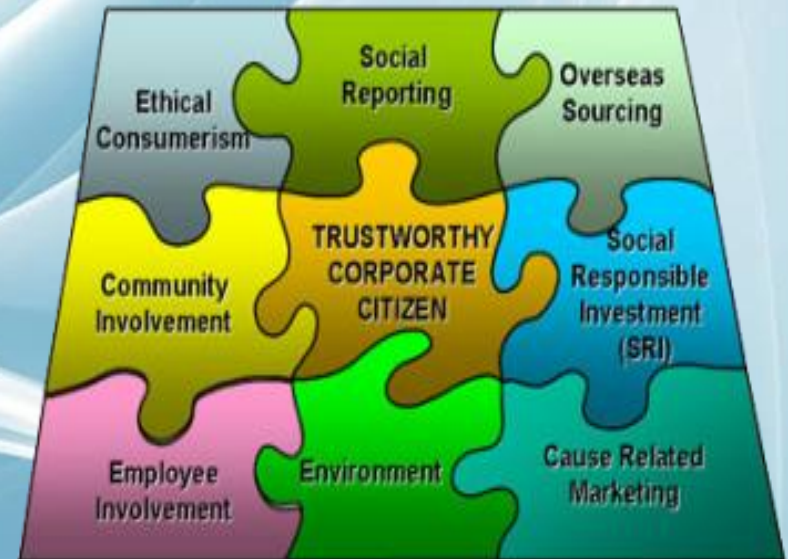 Ethical
Consumerism
Social
Reporting
Overseas
Sourcing
Community
Involvement
TRUSTWORTHY
CORPORATE
CITIZEN
Social
Responsible
Investment
(SRI)
Employee
Involvement
Environment
Cause Related
Marketing